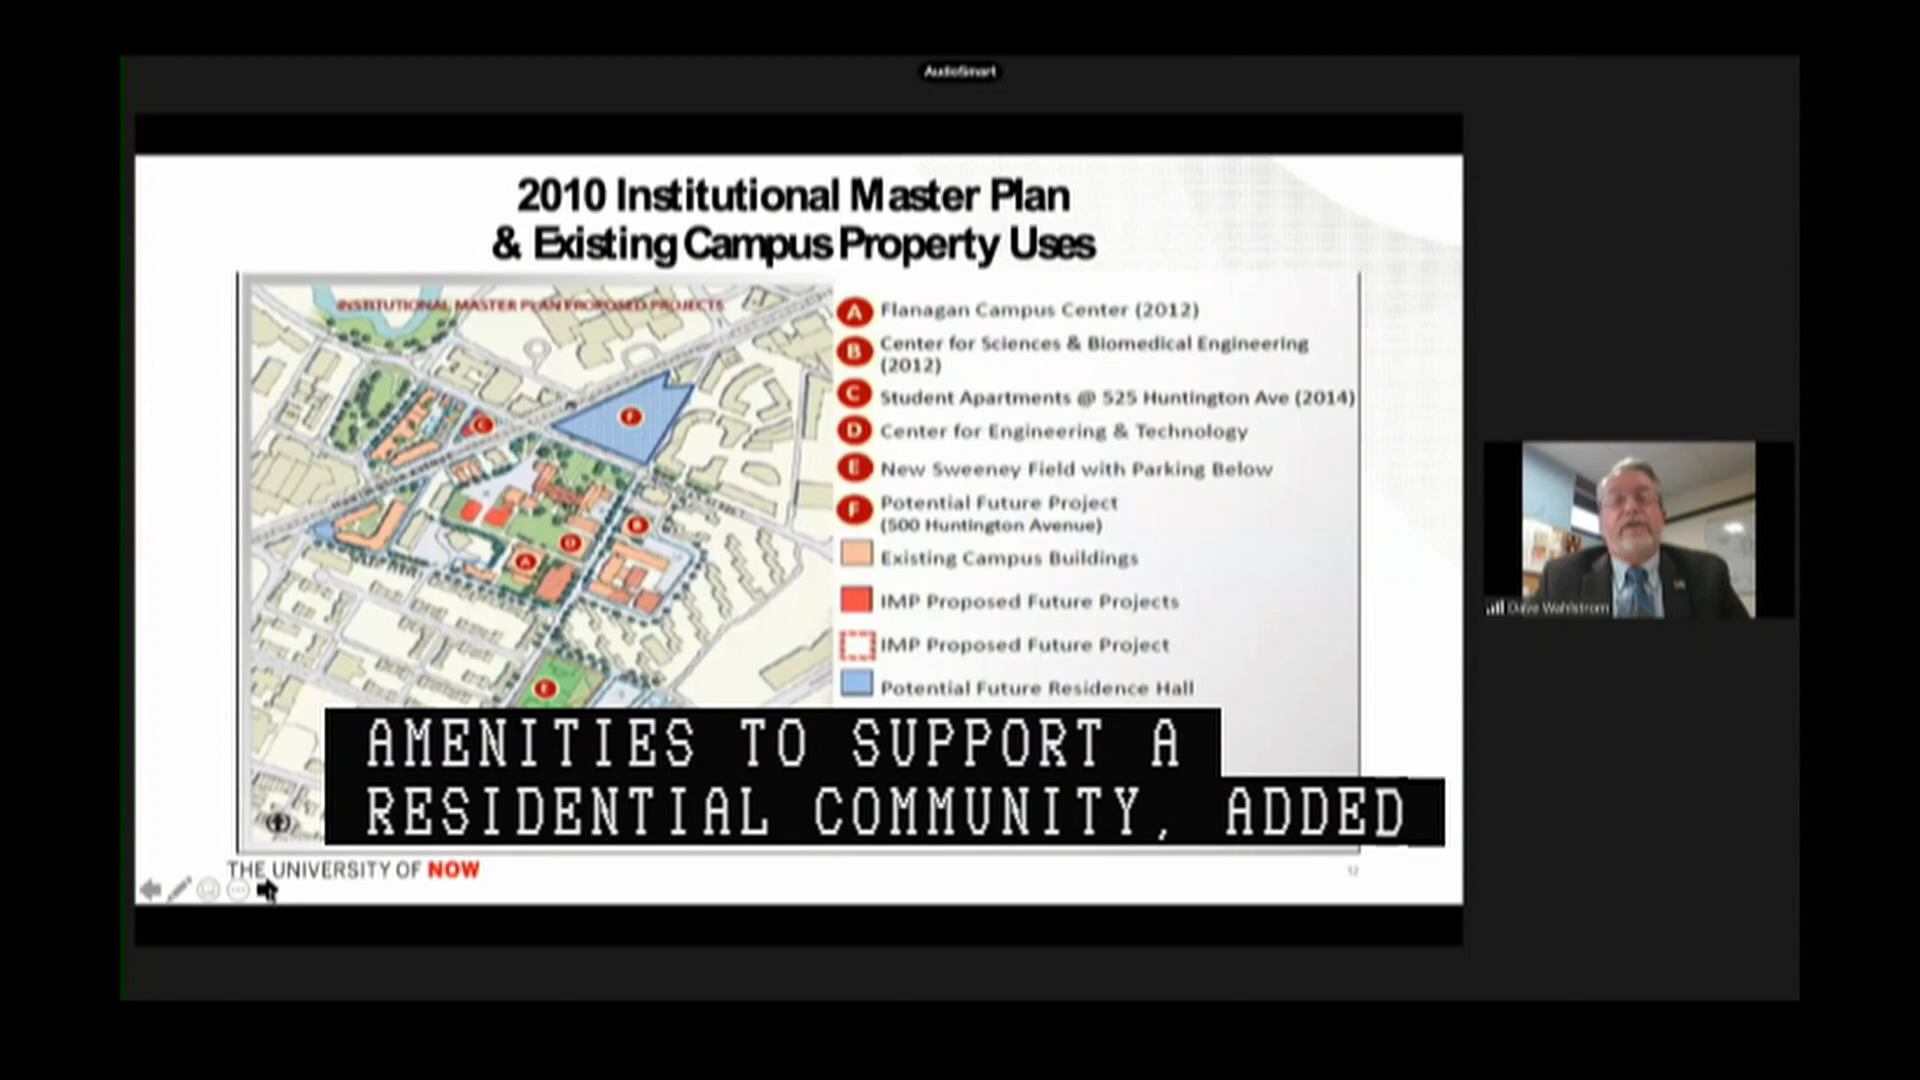 AudioSmart
2010 Institutional Master Plan
& Existing Campus Property Uses
INSTITUTIONAL MASTER PLAN PROPOSED PROJECTS
A Flanagan Campus Center (2012)
B Center for Sciences & Biomedical Engineering
(2012)
C Student Apartments @ 525 Huntington Ave (2014)
D Center for Engineering & Technology
E New Sweeney Field with Parking Below
F Potential Future Project
(500 Huntington Avenue)
Existing Campus Buildings
IMP Proposed Future Projects
IMP Proposed Future Project
Potential Future Residence Hall
F
C
B
D
A
E
AMENITIES TO SUPPORT A
RESIDENTIAL COMMUNITY, ADDED
THE UNIVERSITY OF NOW
12
Dave Wahlstrom